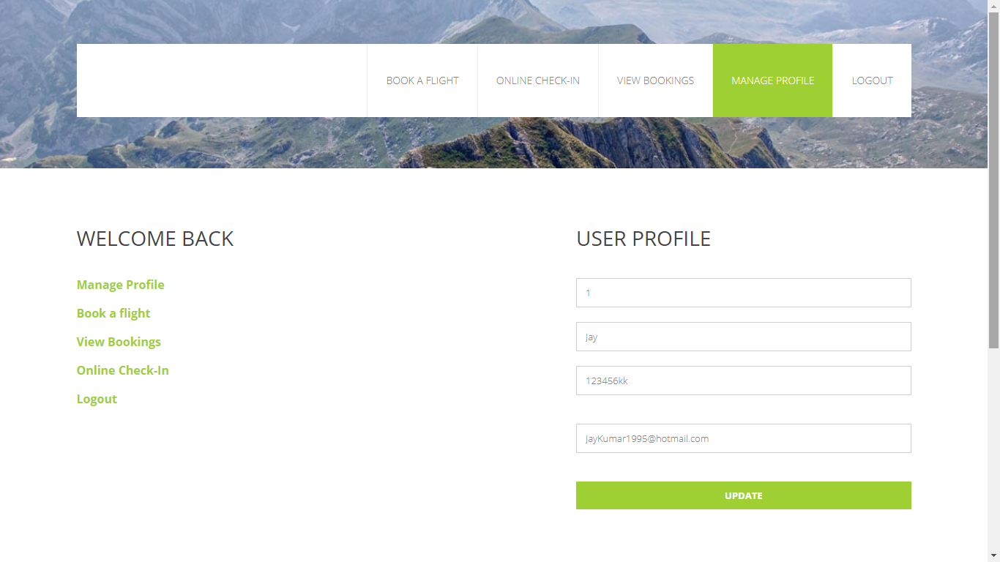 BOOK A FLIGHT
ONLINE CHECK-IN
VIEW BOOKINGS
MANAGE PROFILE
LOGOUT
WELCOME BACK
Manage Profile
Book a flight
View Bookings
Online Check-In
Logout
USER PROFILE
1
Jay
123456kk
JayKumar1995@hotmail.com
UPDATE